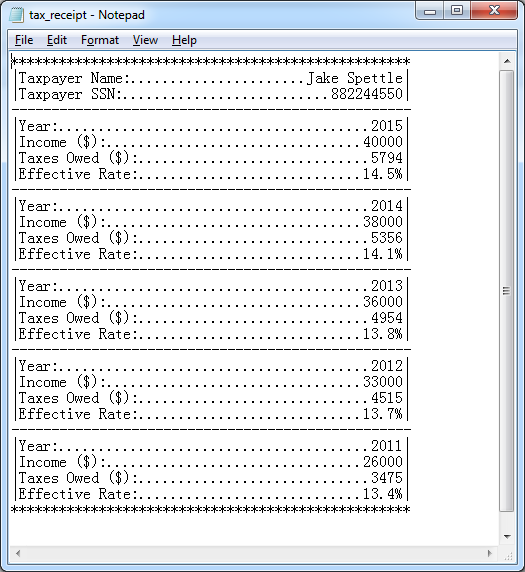 tax_receipt - Notepad
File Edit Format View Help
**************************************************
|Taxpayer Name:......................Jake Spettle|
|Taxpayer SSN:..........................882244550|
--------------------------------------------------
|Year:.......................................2015|
|Income ($):................................40000|
|Taxes Owed ($):.............................5794|
|Effective Rate:............................14.5%|
--------------------------------------------------
|Year:.......................................2014|
|Income ($):................................38000|
|Taxes Owed ($):.............................5356|
|Effective Rate:............................14.1%|
--------------------------------------------------
|Year:.......................................2013|
|Income ($):................................36000|
|Taxes Owed ($):.............................4954|
|Effective Rate:............................13.8%|
--------------------------------------------------
|Year:.......................................2012|
|Income ($):................................33000|
|Taxes Owed ($):.............................4515|
|Effective Rate:............................13.7%|
--------------------------------------------------
|Year:.......................................2011|
|Income ($):................................26000|
|Taxes Owed ($):.............................3475|
|Effective Rate:............................13.4%|
**************************************************